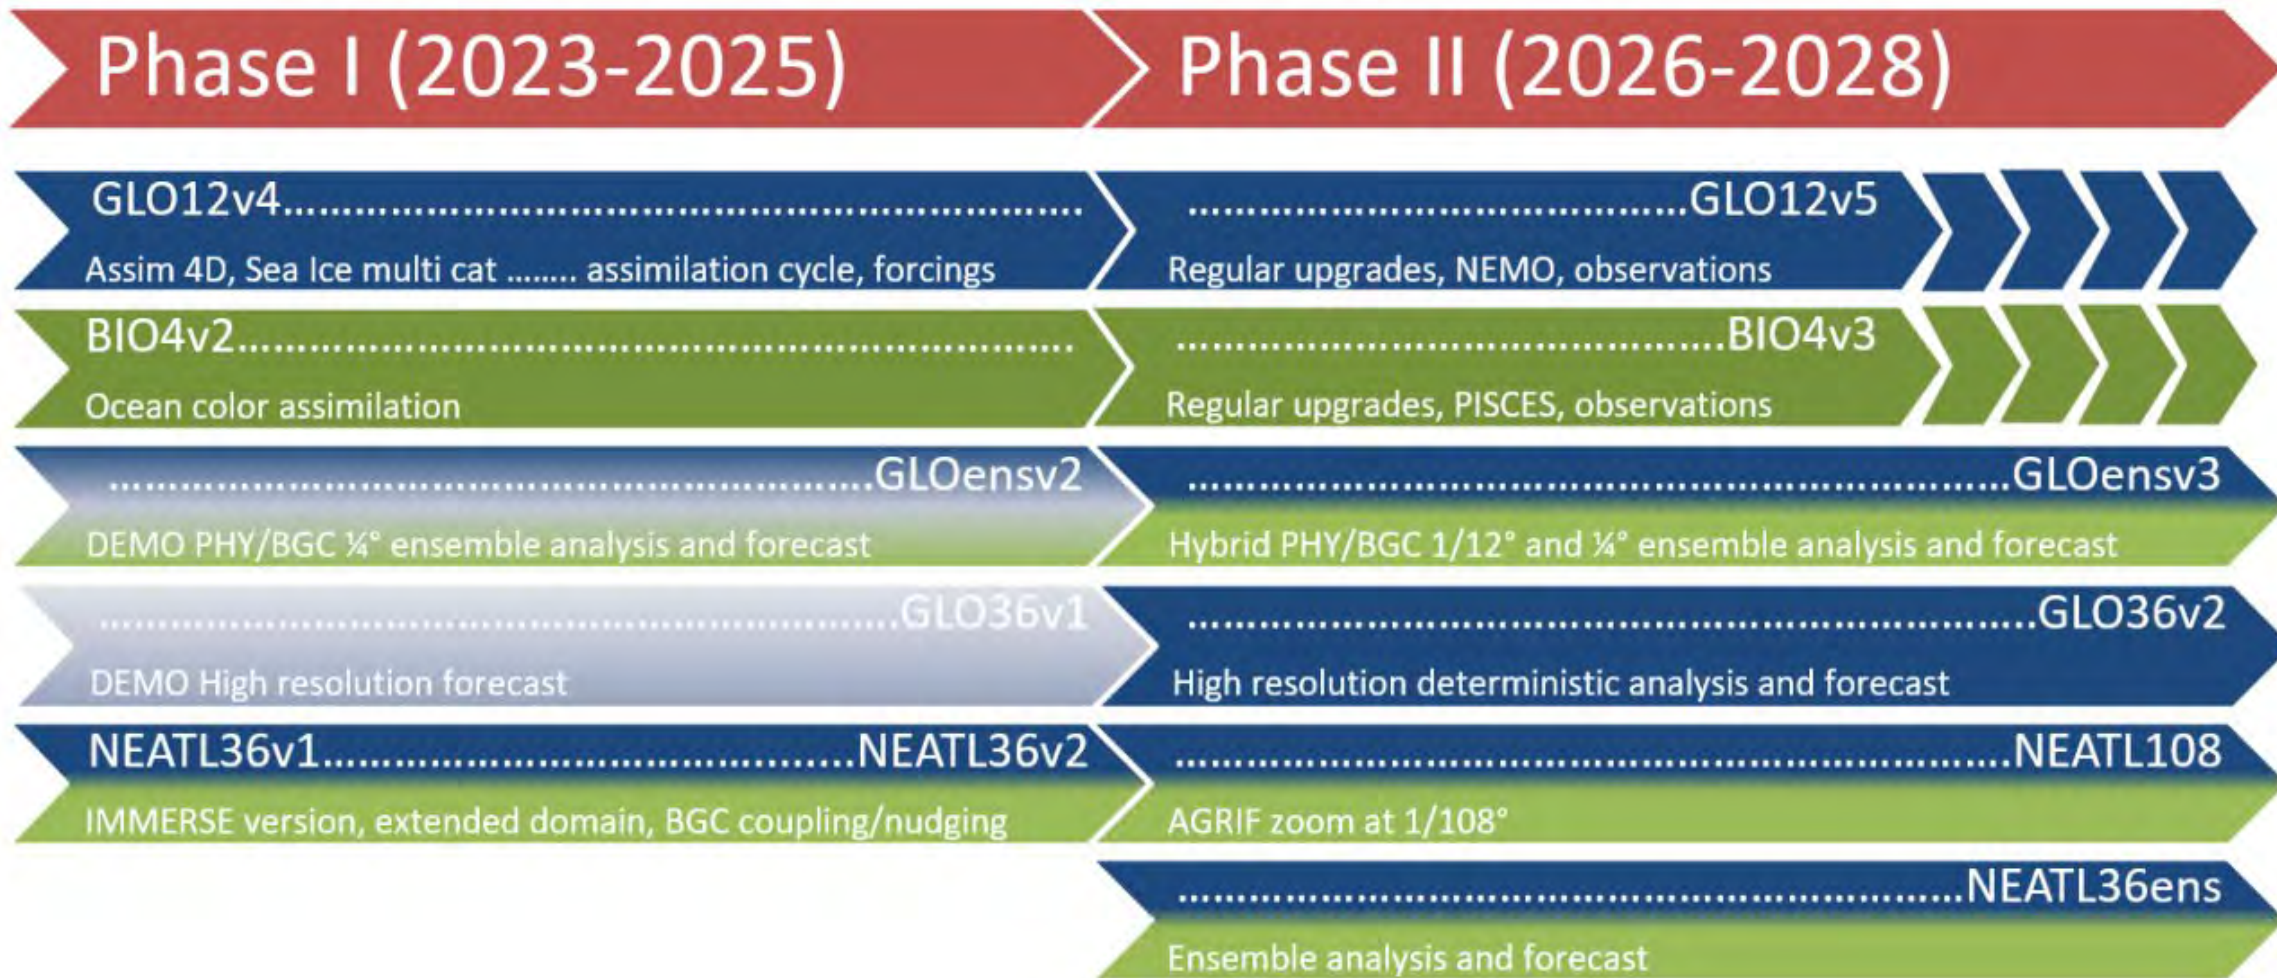 Phase I (2023-2025)
Phase II (2026-2028)
GLO12v4........................................................................
Assim 4D, Sea Ice multi cat ........ assimilation cycle, forcings
.............................................GLO12v5
Regular upgrades, NEMO, observations
BIO4v2...........................................................................
Ocean color assimilation
.................................................BIO4v3
Regular upgrades, PISCES, observations
.....................................................................GLOensv2
DEMO PHY/BGC ¼° ensemble analysis and forecast
..........................................................................GLOensv3
Hybrid PHY/BGC 1/12° and ¼° ensemble analysis and forecast
........................................................................GLO36v1
DEMO High resolution forecast
.............................................................................GLO36v2
High resolution deterministic analysis and forecast
NEATL36v1................................................NEATL36v2
IMMERSE version, extended domain, BGC coupling/nudging
...........................................................................NEATL108
AGRIF zoom at 1/108°
.......................................................................NEATL36ens
Ensemble analysis and forecast